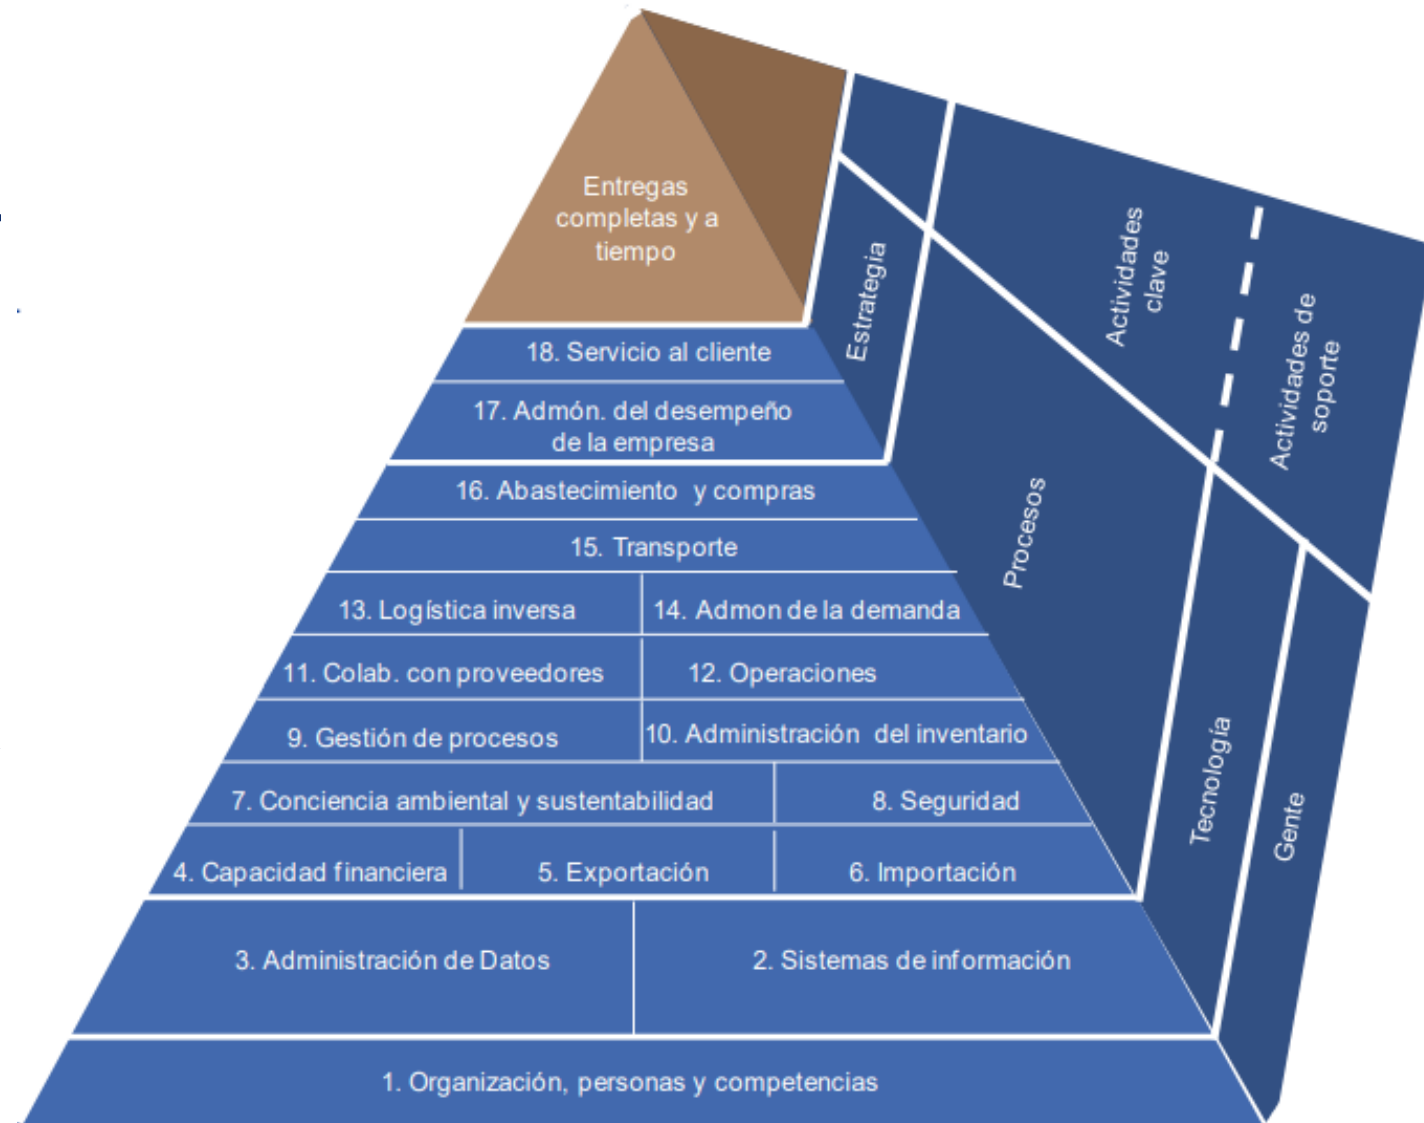 Entregas
completas y a
tiempo
18. Servicio al cliente
17. Admón. del desempeño
de la empresa
16. Abastecimiento y compras
15. Transporte
13. Logística inversa
14. Admon de la demanda
11. Colab. con proveedores
12. Operaciones
9. Gestión de procesos
10. Administración del inventario
7. Conciencia ambiental y sustentabilidad
8. Seguridad
4. Capacidad financiera
5. Exportación
6. Importación
3. Administración de Datos
2. Sistemas de información
1. Organización, personas y competencias
Estrategia
Procesos
Tecnología
Gente
Actividades
clave
Actividades de
soporte